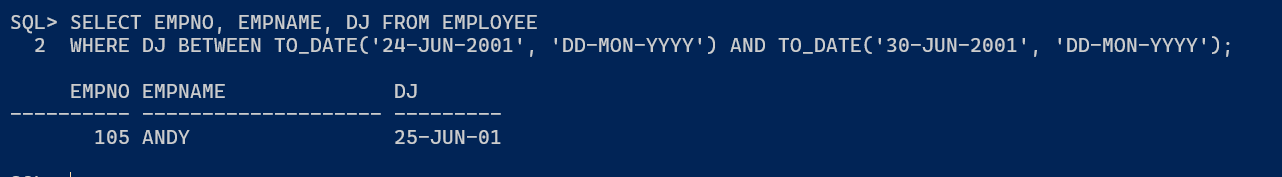 SQL> SELECT EMPNO, EMPNAME, DJ FROM EMPLOYEE
  2  WHERE DJ BETWEEN TO_DATE('24-JUN-2001', 'DD-MON-YYYY') AND TO_DATE('30-JUN-2001', 'DD-MON-YYYY');
     EMPNO EMPNAME              DJ
---------- -------------------- ---------
       105 ANDY                 25-JUN-01